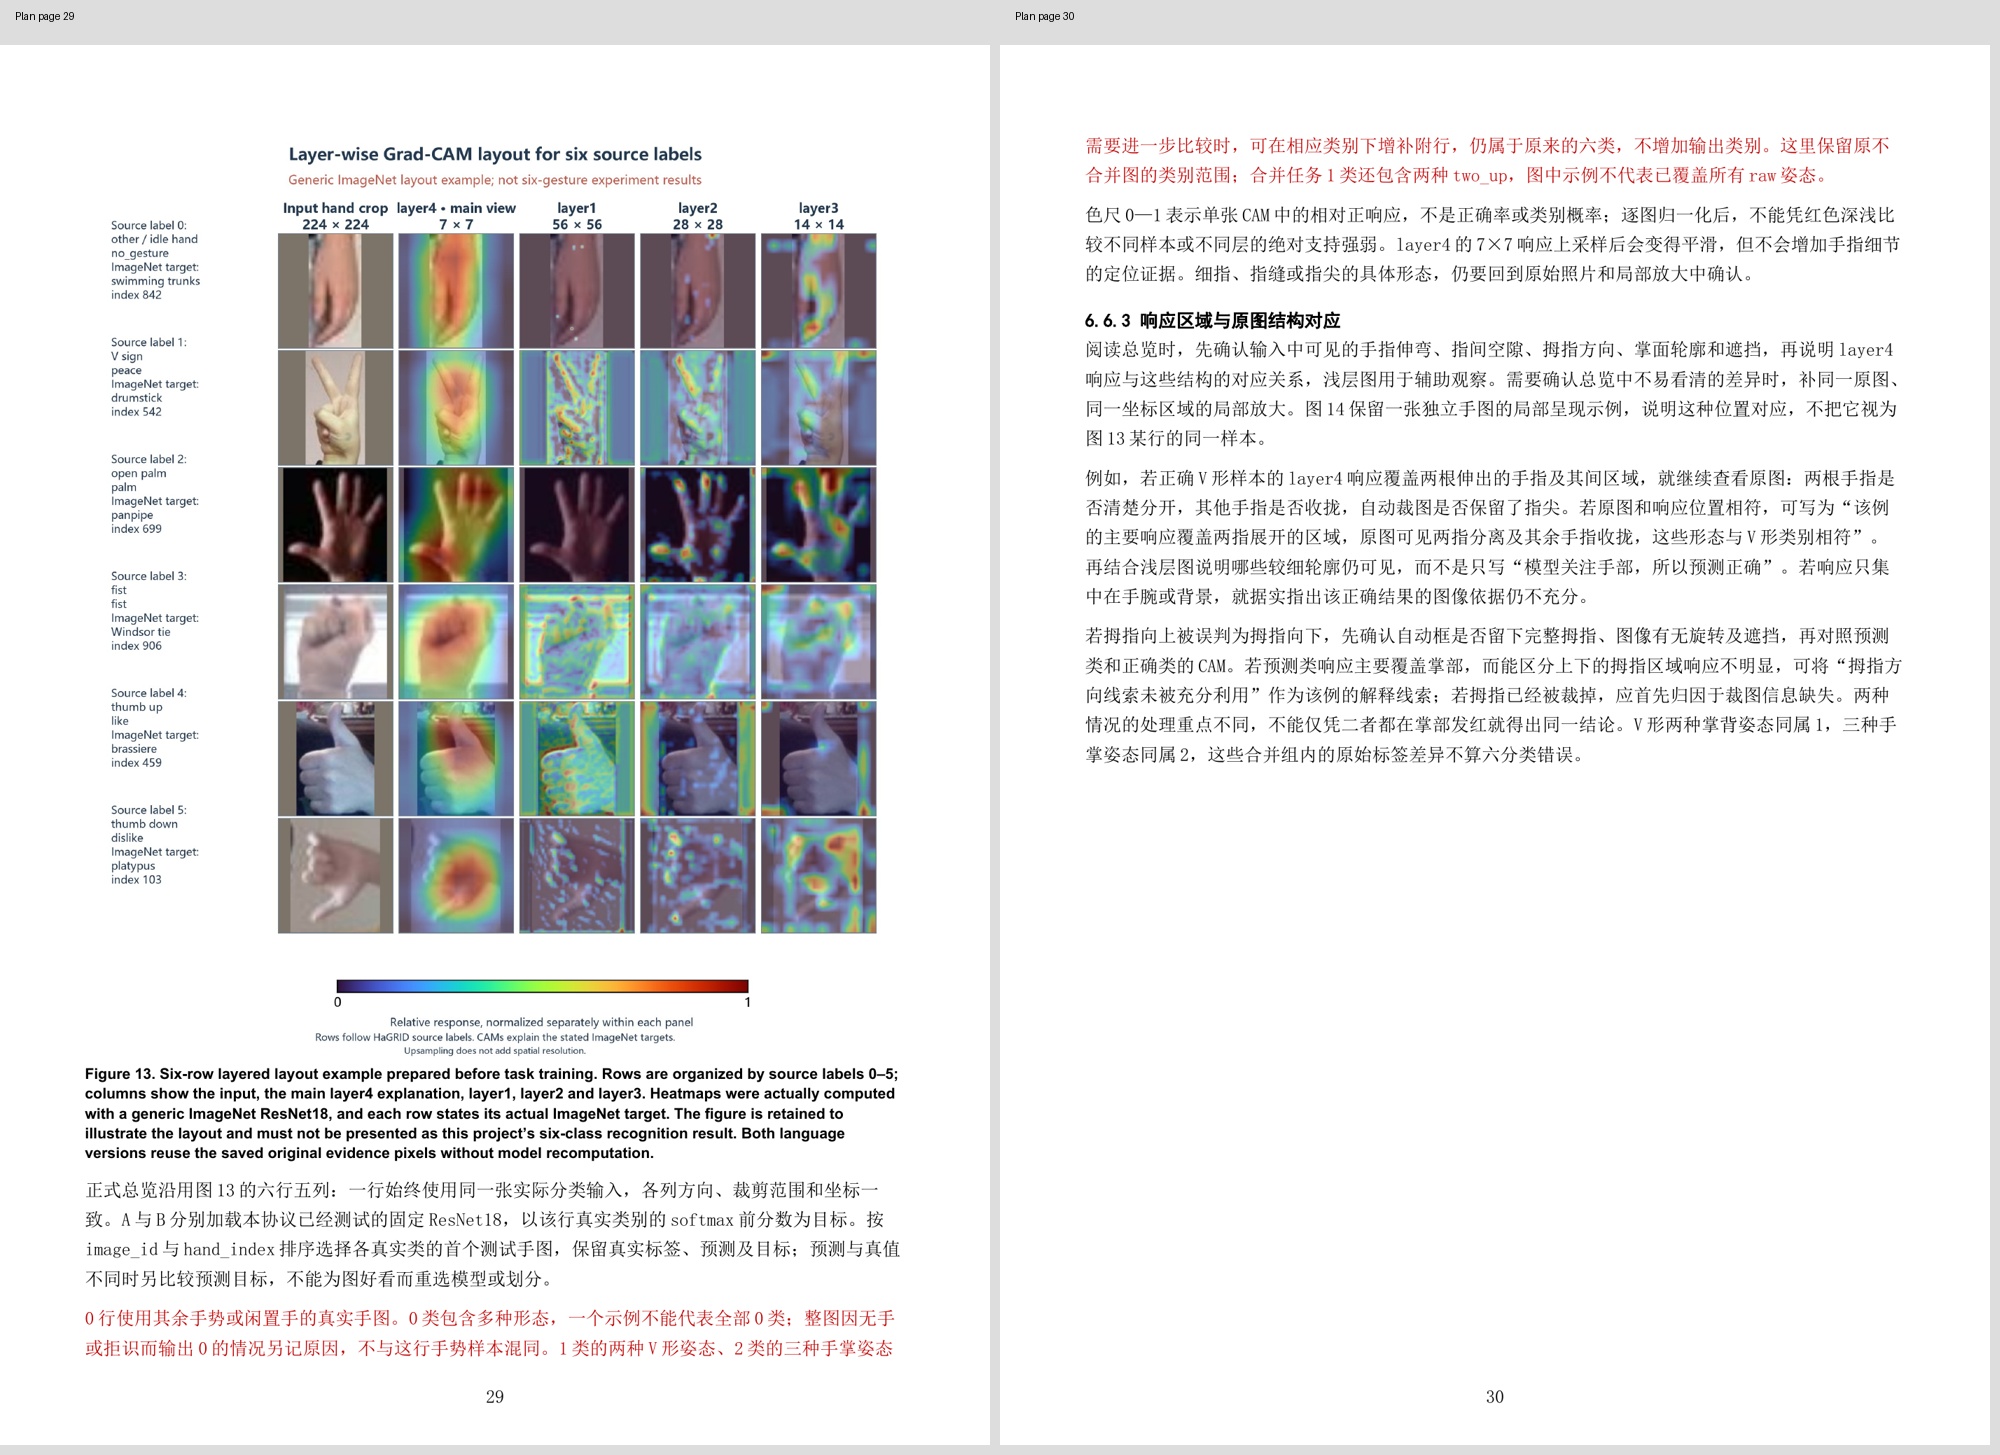 Plan page 29
Layer-wise Grad-CAM layout for six source labels
Generic ImageNet layout example; not six-gesture experiment results
Input hand crop
224 × 224
layer4 • main view
7 × 7
layer1
56 × 56
layer2
28 × 28
layer3
14 × 14
Source label 0:
other / idle hand
no_gesture
ImageNet target:
swimming trunks
index 842
Source label 1:
V sign
peace
ImageNet target:
drumstick
index 542
Source label 2:
open palm
palm
ImageNet target:
panpipe
index 699
Source label 3:
fist
fist
ImageNet target:
Windsor tie
index 906
Source label 4:
thumb up
like
ImageNet target:
brassiere
index 459
Source label 5:
thumb down
dislike
ImageNet target:
platypus
index 103
0
1
Relative response, normalized separately within each panel
Rows follow HaGRID source labels. CAMs explain the stated ImageNet targets.
Upsampling does not add spatial resolution.
Figure 13. Six-row layered layout example prepared before task training. Rows are organized by source labels 0–5;
columns show the input, the main layer4 explanation, layer1, layer2 and layer3. Heatmaps were actually computed
with a generic ImageNet ResNet18, and each row states its actual ImageNet target. The figure is retained to
illustrate the layout and must not be presented as this project’s six-class recognition result. Both language
versions reuse the saved original evidence pixels without model recomputation.
正式总览沿用图 13 的六行五列：一行始终使用同一张实际分类输入，各列方向、裁剪范围和坐标一
致。A 与 B 分别加载本协议已经测试的固定 ResNet18，以该行真实类别的 softmax 前分数为目标。按
image_id 与 hand_index 排序选择各真实类的首个测试手图，保留真实标签、预测及目标；预测与真值
不同时另比较预测目标，不能为图好看而重选模型或划分。
0 行使用其余手势或闲置手的真实手图。0 类包含多种形态，一个示例不能代表全部 0 类；整图因无手
或拒识而输出 0 的情况另记原因，不与这行手势样本混同。1 类的两种 V 形姿态、2 类的三种手掌姿态
29
Plan page 30
需要进一步比较时，可在相应类别下增补附行，仍属于原来的六类，不增加输出类别。这里保留原不
合并图的类别范围；合并任务 1 类还包含两种 two_up，图中示例不代表已覆盖所有 raw 姿态。
色尺 0—1 表示单张 CAM 中的相对正响应，不是正确率或类别概率；逐图归一化后，不能凭红色深浅比
较不同样本或不同层的绝对支持强弱。layer4 的 7×7 响应上采样后会变得平滑，但不会增加手指细节
的定位证据。细指、指缝或指尖的具体形态，仍要回到原始照片和局部放大中确认。
6.6.3 响应区域与原图结构对应
阅读总览时，先确认输入中可见的手指伸弯、指间空隙、拇指方向、掌面轮廓和遮挡，再说明 layer4
响应与这些结构的对应关系，浅层图用于辅助观察。需要确认总览中不易看清的差异时，补同一原图、
同一坐标区域的局部放大。图 14 保留一张独立手图的局部呈现示例，说明这种位置对应，不把它视为
图 13 某行的同一样本。
例如，若正确 V 形样本的 layer4 响应覆盖两根伸出的手指及其间区域，就继续查看原图：两根手指是
否清楚分开，其他手指是否收拢，自动裁图是否保留了指尖。若原图和响应位置相符，可写为“该例
的主要响应覆盖两指展开的区域，原图可见两指分离及其余手指收拢，这些形态与 V 形类别相符”。
再结合浅层图说明哪些较细轮廓仍可见，而不是只写“模型关注手部，所以预测正确”。若响应只集
中在手腕或背景，就据实指出该正确结果的图像依据仍不充分。
若拇指向上被误判为拇指向下，先确认自动框是否留下完整拇指、图像有无旋转及遮挡，再对照预测
类和正确类的 CAM。若预测类响应主要覆盖掌部，而能区分上下的拇指区域响应不明显，可将“拇指方
向线索未被充分利用”作为该例的解释线索；若拇指已经被裁掉，应首先归因于裁图信息缺失。两种
情况的处理重点不同，不能仅凭二者都在掌部发红就得出同一结论。V 形两种掌背姿态同属 1，三种手
掌姿态同属 2，这些合并组内的原始标签差异不算六分类错误。
30